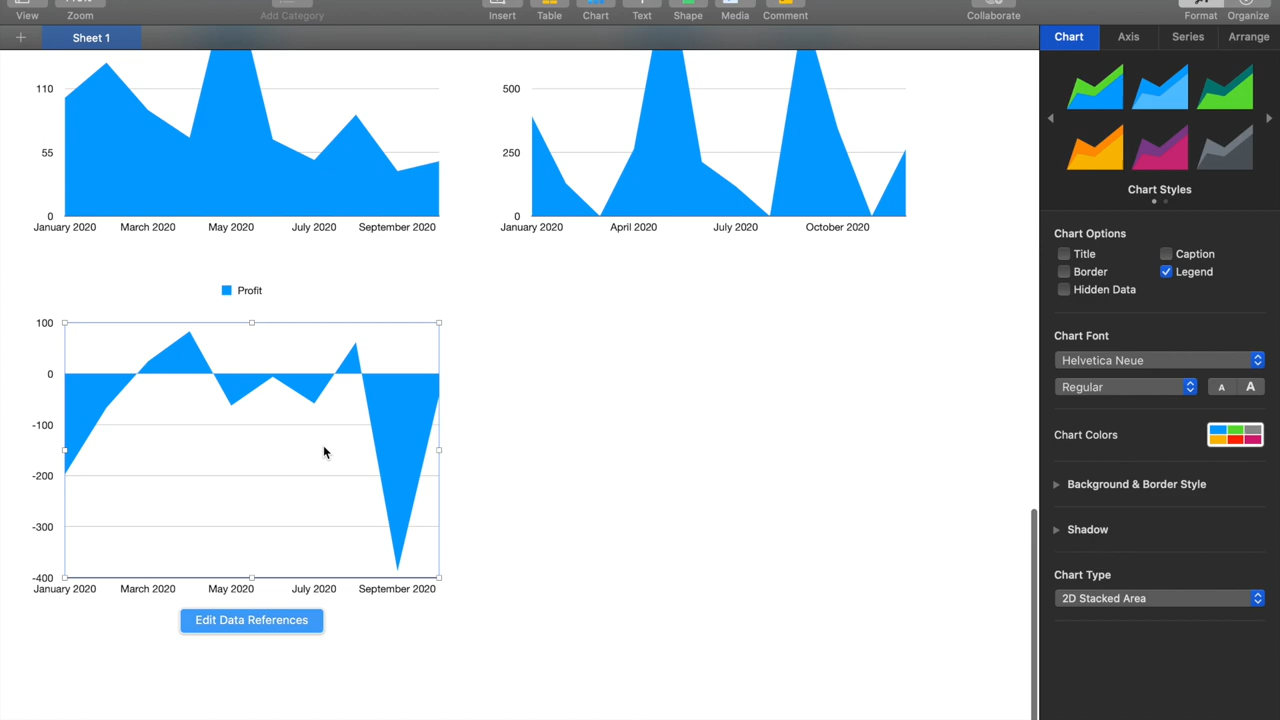 View Zoom Add Category Insert Table Chart Text Shape Media Comment Collaborate Format Organize
+ Sheet 1 Chart Axis Series Arrange
110
55
0
January 2020 March 2020 May 2020 July 2020 September 2020
500
250
0
January 2020 April 2020 July 2020 October 2020
Profit
100
0
-100
-200
-300
-400
January 2020 March 2020 May 2020 July 2020 September 2020
Edit Data References
Chart Styles
Chart Options
Title Caption
Border Legend
Hidden Data
Chart Font
Helvetica Neue
Regular A A
Chart Colors
Background & Border Style
Shadow
Chart Type
2D Stacked Area